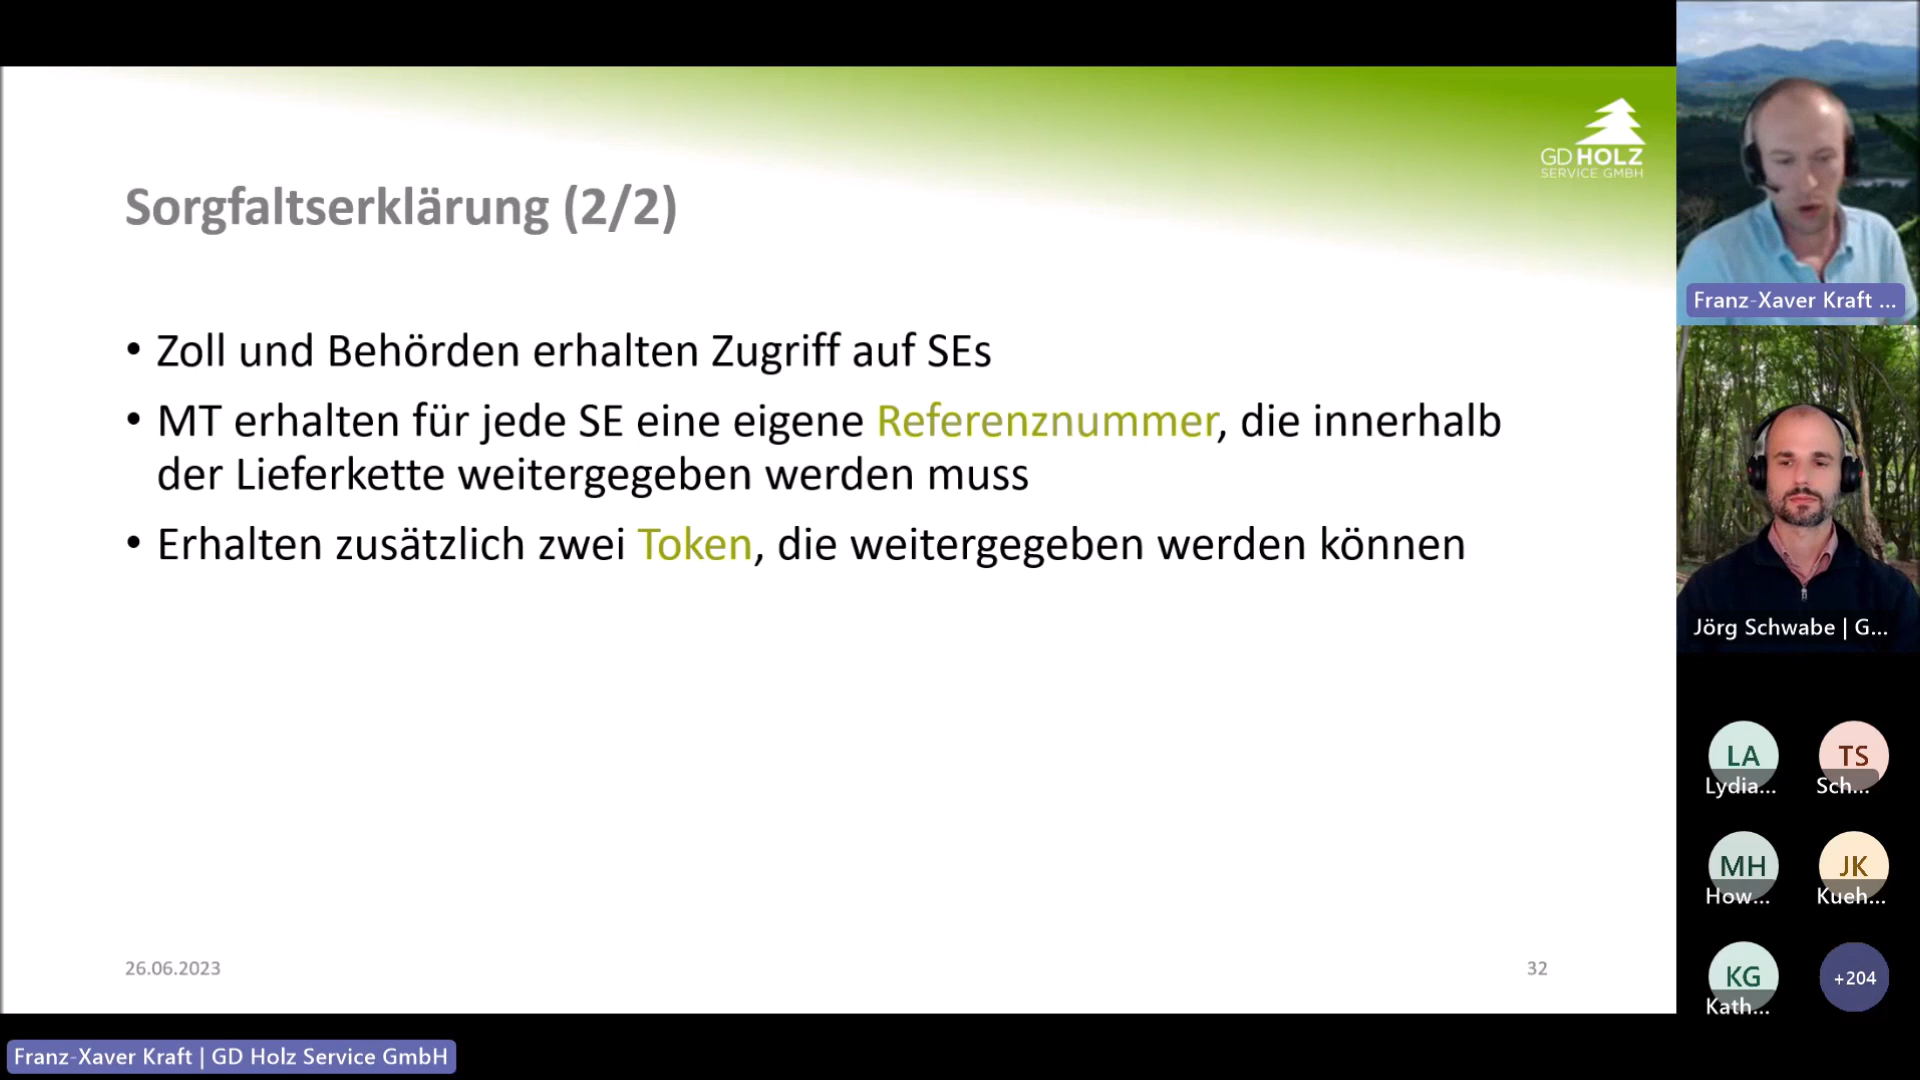 GD HOLZ
SERVICE GMBH
Sorgfaltserklärung (2/2)
• Zoll und Behörden erhalten Zugriff auf SEs
• MT erhalten für jede SE eine eigene Referenznummer, die innerhalb
der Lieferkette weitergegeben werden muss
• Erhalten zusätzlich zwei Token, die weitergegeben werden können
26.06.2023
32
Franz-Xaver Kraft | GD Holz Service GmbH
Franz-Xaver Kraft ...
Jörg Schwabe | G...
LA
Lydia...
TS
Sch...
MH
How...
JK
Kueh...
KG
Kath...
+204